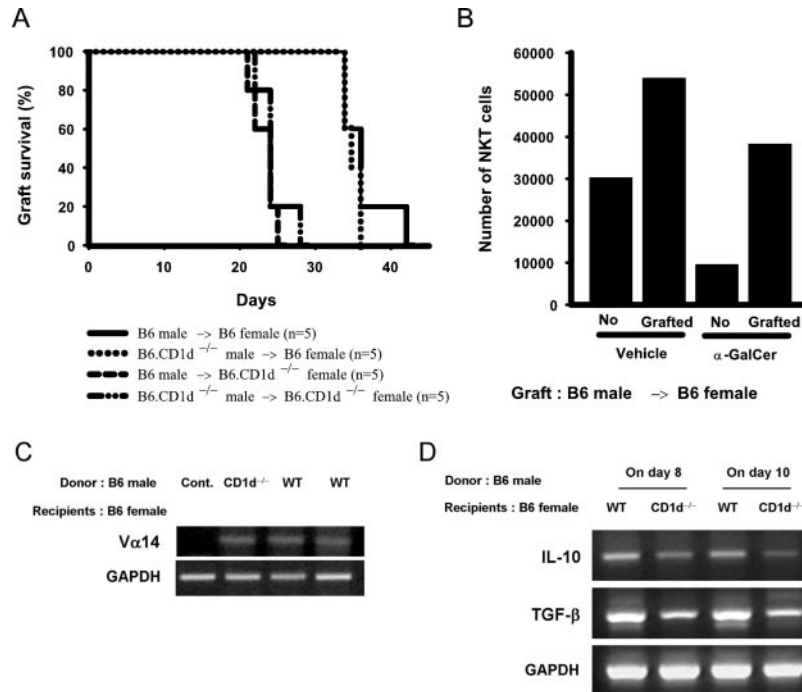 A
Graft survival (%)
100
80
60
40
20
0
0 10 20 30 40
Days
B6 male -> B6 female (n=5)
B6.CD1d −/− male -> B6 female (n=5)
B6 male -> B6.CD1d −/− female (n=5)
B6.CD1d −/− male -> B6.CD1d −/− female (n=5)
B
Number of NKT cells
60000
50000
40000
30000
20000
10000
0
No Grafted No Grafted
Vehicle α-GalCer
Graft : B6 male -> B6 female
C
Donor : B6 male Cont. CD1d−/− WT WT
Recipients : B6 female
Vα14
GAPDH
D
Donor : B6 male On day 8 On day 10
Recipients : B6 female WT CD1d−/− WT CD1d−/−
IL-10
TGF-β
GAPDH